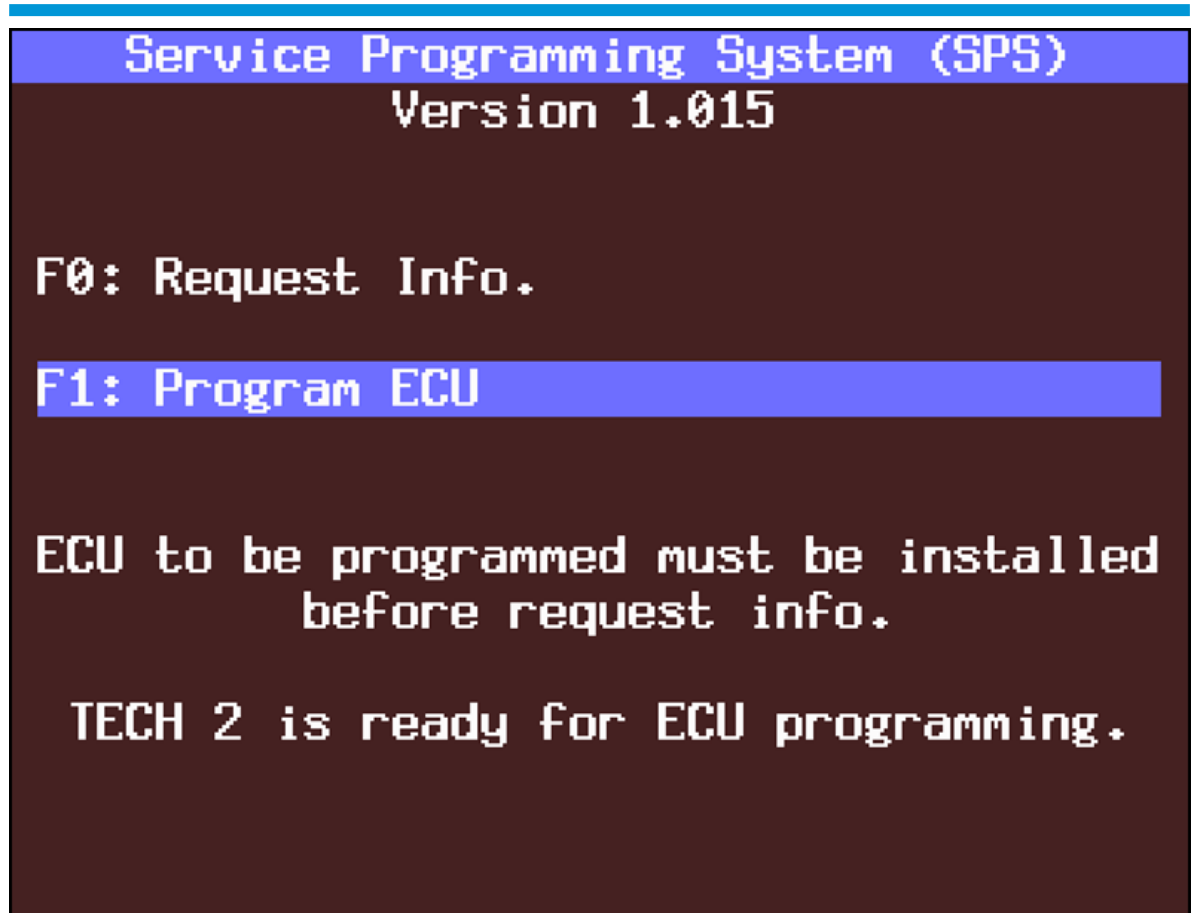 Service Programming System (SPS)
Version 1.015
F0: Request Info.
F1: Program ECU
ECU to be programmed must be installed
before request info.
TECH 2 is ready for ECU programming.